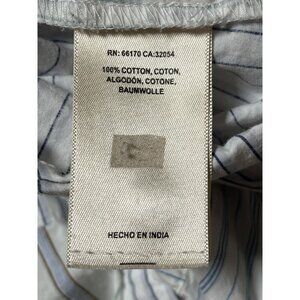 RN: 66170 CA:32054
100% COTTON, COTON,
ALGODÓN, COTONE,
BAUMWOLLE
HECHO EN INDIA